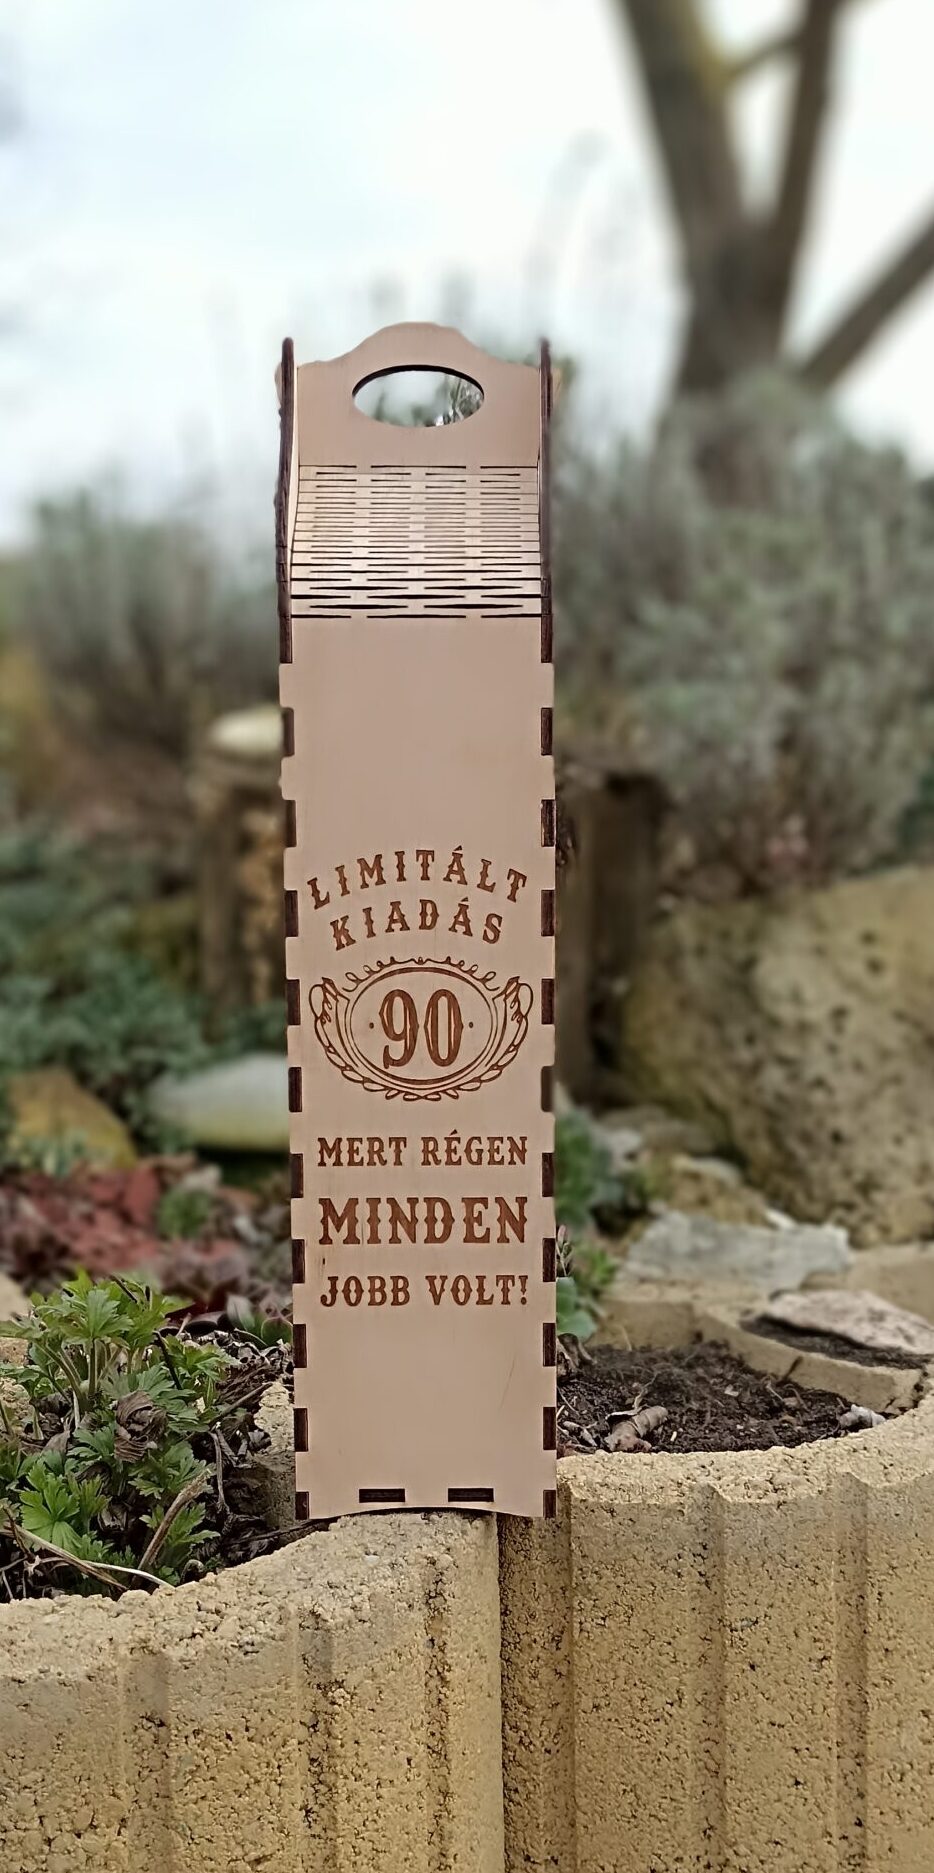 LIMITÁLT
KIADÁS
·90·
MERT RÉGEN
MINDEN
JOBB VOLT!